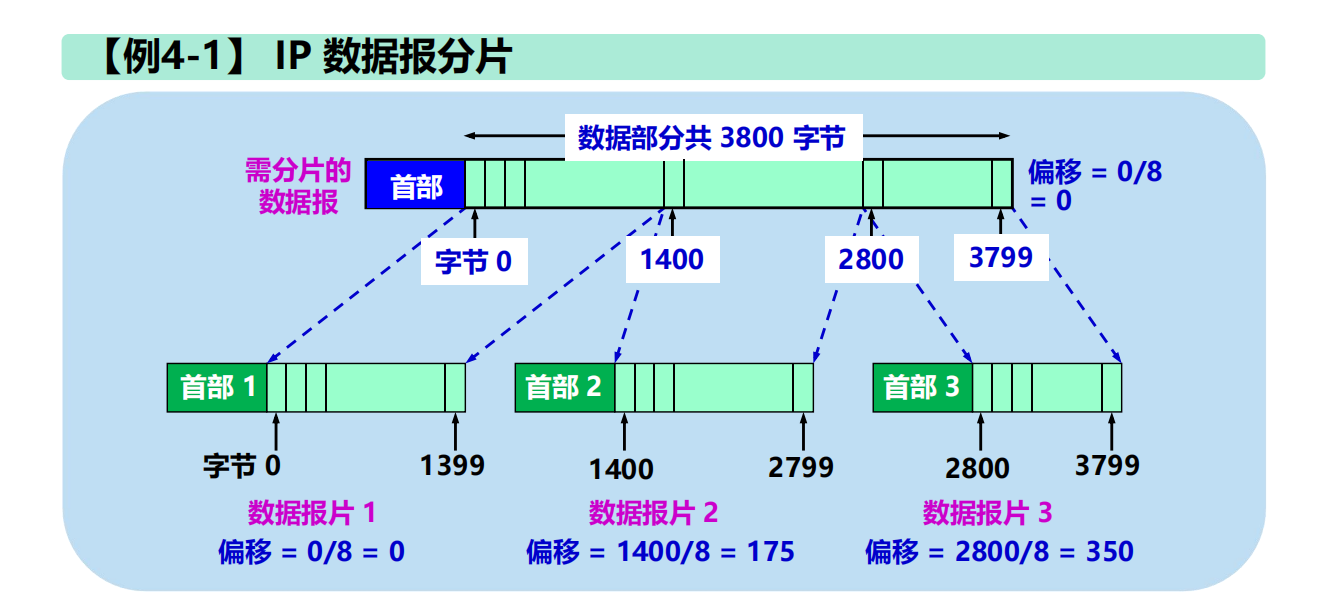 【例4-1】 IP 数据报分片
数据部分共 3800 字节
需分片的
数据报
首部
偏移 = 0/8
= 0
字节 0
1400
2800
3799
首部 1
首部 2
首部 3
字节 0
1399
1400
2799
2800
3799
数据报片 1
数据报片 2
数据报片 3
偏移 = 0/8 = 0
偏移 = 1400/8 = 175
偏移 = 2800/8 = 350